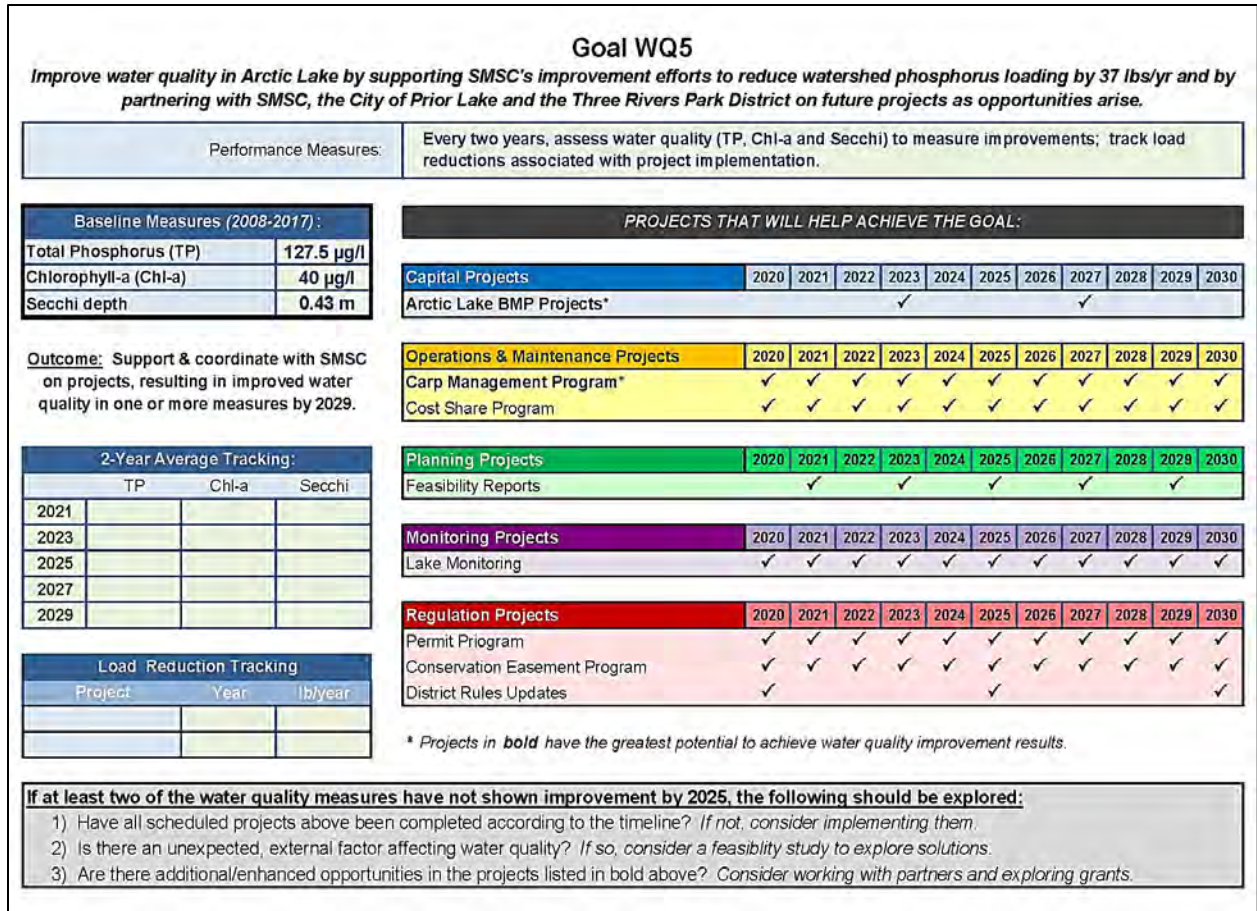 Goal WQ5
Improve water quality in Arctic Lake by supporting SMSC's improvement efforts to reduce watershed phosphorus loading by 37 lbs/yr and by
partnering with SMSC, the City of Prior Lake and the Three Rivers Park District on future projects as opportunities arise.
Performance Measures:
Every two years, assess water quality (TP, Chl-a and Secchi) to measure improvements; track load
reductions associated with project implementation.
Baseline Measures (2008-2017):
Total Phosphorus (TP) 127.5 µg/l
Chlorophyll-a (Chl-a) 40 µg/l
Secchi depth 0.43 m
Outcome: Support & coordinate with SMSC
on projects, resulting in improved water
quality in one or more measures by 2029.
2-Year Average Tracking:
TP Chl-a Secchi
2021
2023
2025
2027
2029
Load Reduction Tracking
Project Year lb/year
PROJECTS THAT WILL HELP ACHIEVE THE GOAL:
Capital Projects 2020 2021 2022 2023 2024 2025 2026 2027 2028 2029 2030
Arctic Lake BMP Projects* ✓ ✓
Operations & Maintenance Projects 2020 2021 2022 2023 2024 2025 2026 2027 2028 2029 2030
Carp Management Program* ✓ ✓ ✓ ✓ ✓ ✓ ✓ ✓ ✓ ✓ ✓
Cost Share Program ✓ ✓ ✓ ✓ ✓ ✓ ✓ ✓ ✓ ✓ ✓
Planning Projects 2020 2021 2022 2023 2024 2025 2026 2027 2028 2029 2030
Feasibility Reports ✓ ✓ ✓ ✓ ✓
Monitoring Projects 2020 2021 2022 2023 2024 2025 2026 2027 2028 2029 2030
Lake Monitoring ✓ ✓ ✓ ✓ ✓ ✓ ✓ ✓ ✓ ✓ ✓
Regulation Projects 2020 2021 2022 2023 2024 2025 2026 2027 2028 2029 2030
Permit Priogram ✓ ✓ ✓ ✓ ✓ ✓ ✓ ✓ ✓ ✓ ✓
Conservation Easement Program ✓ ✓ ✓ ✓ ✓ ✓ ✓ ✓ ✓ ✓ ✓
District Rules Updates ✓ ✓ ✓
* Projects in bold have the greatest potential to achieve water quality improvement results.
If at least two of the water quality measures have not shown improvement by 2025, the following should be explored:
1) Have all scheduled projects above been completed according to the timeline? If not, consider implementing them.
2) Is there an unexpected, external factor affecting water quality? If so, consider a feasiblity study to explore solutions.
3) Are there additional/enhanced opportunities in the projects listed in bold above? Consider working with partners and exploring grants.